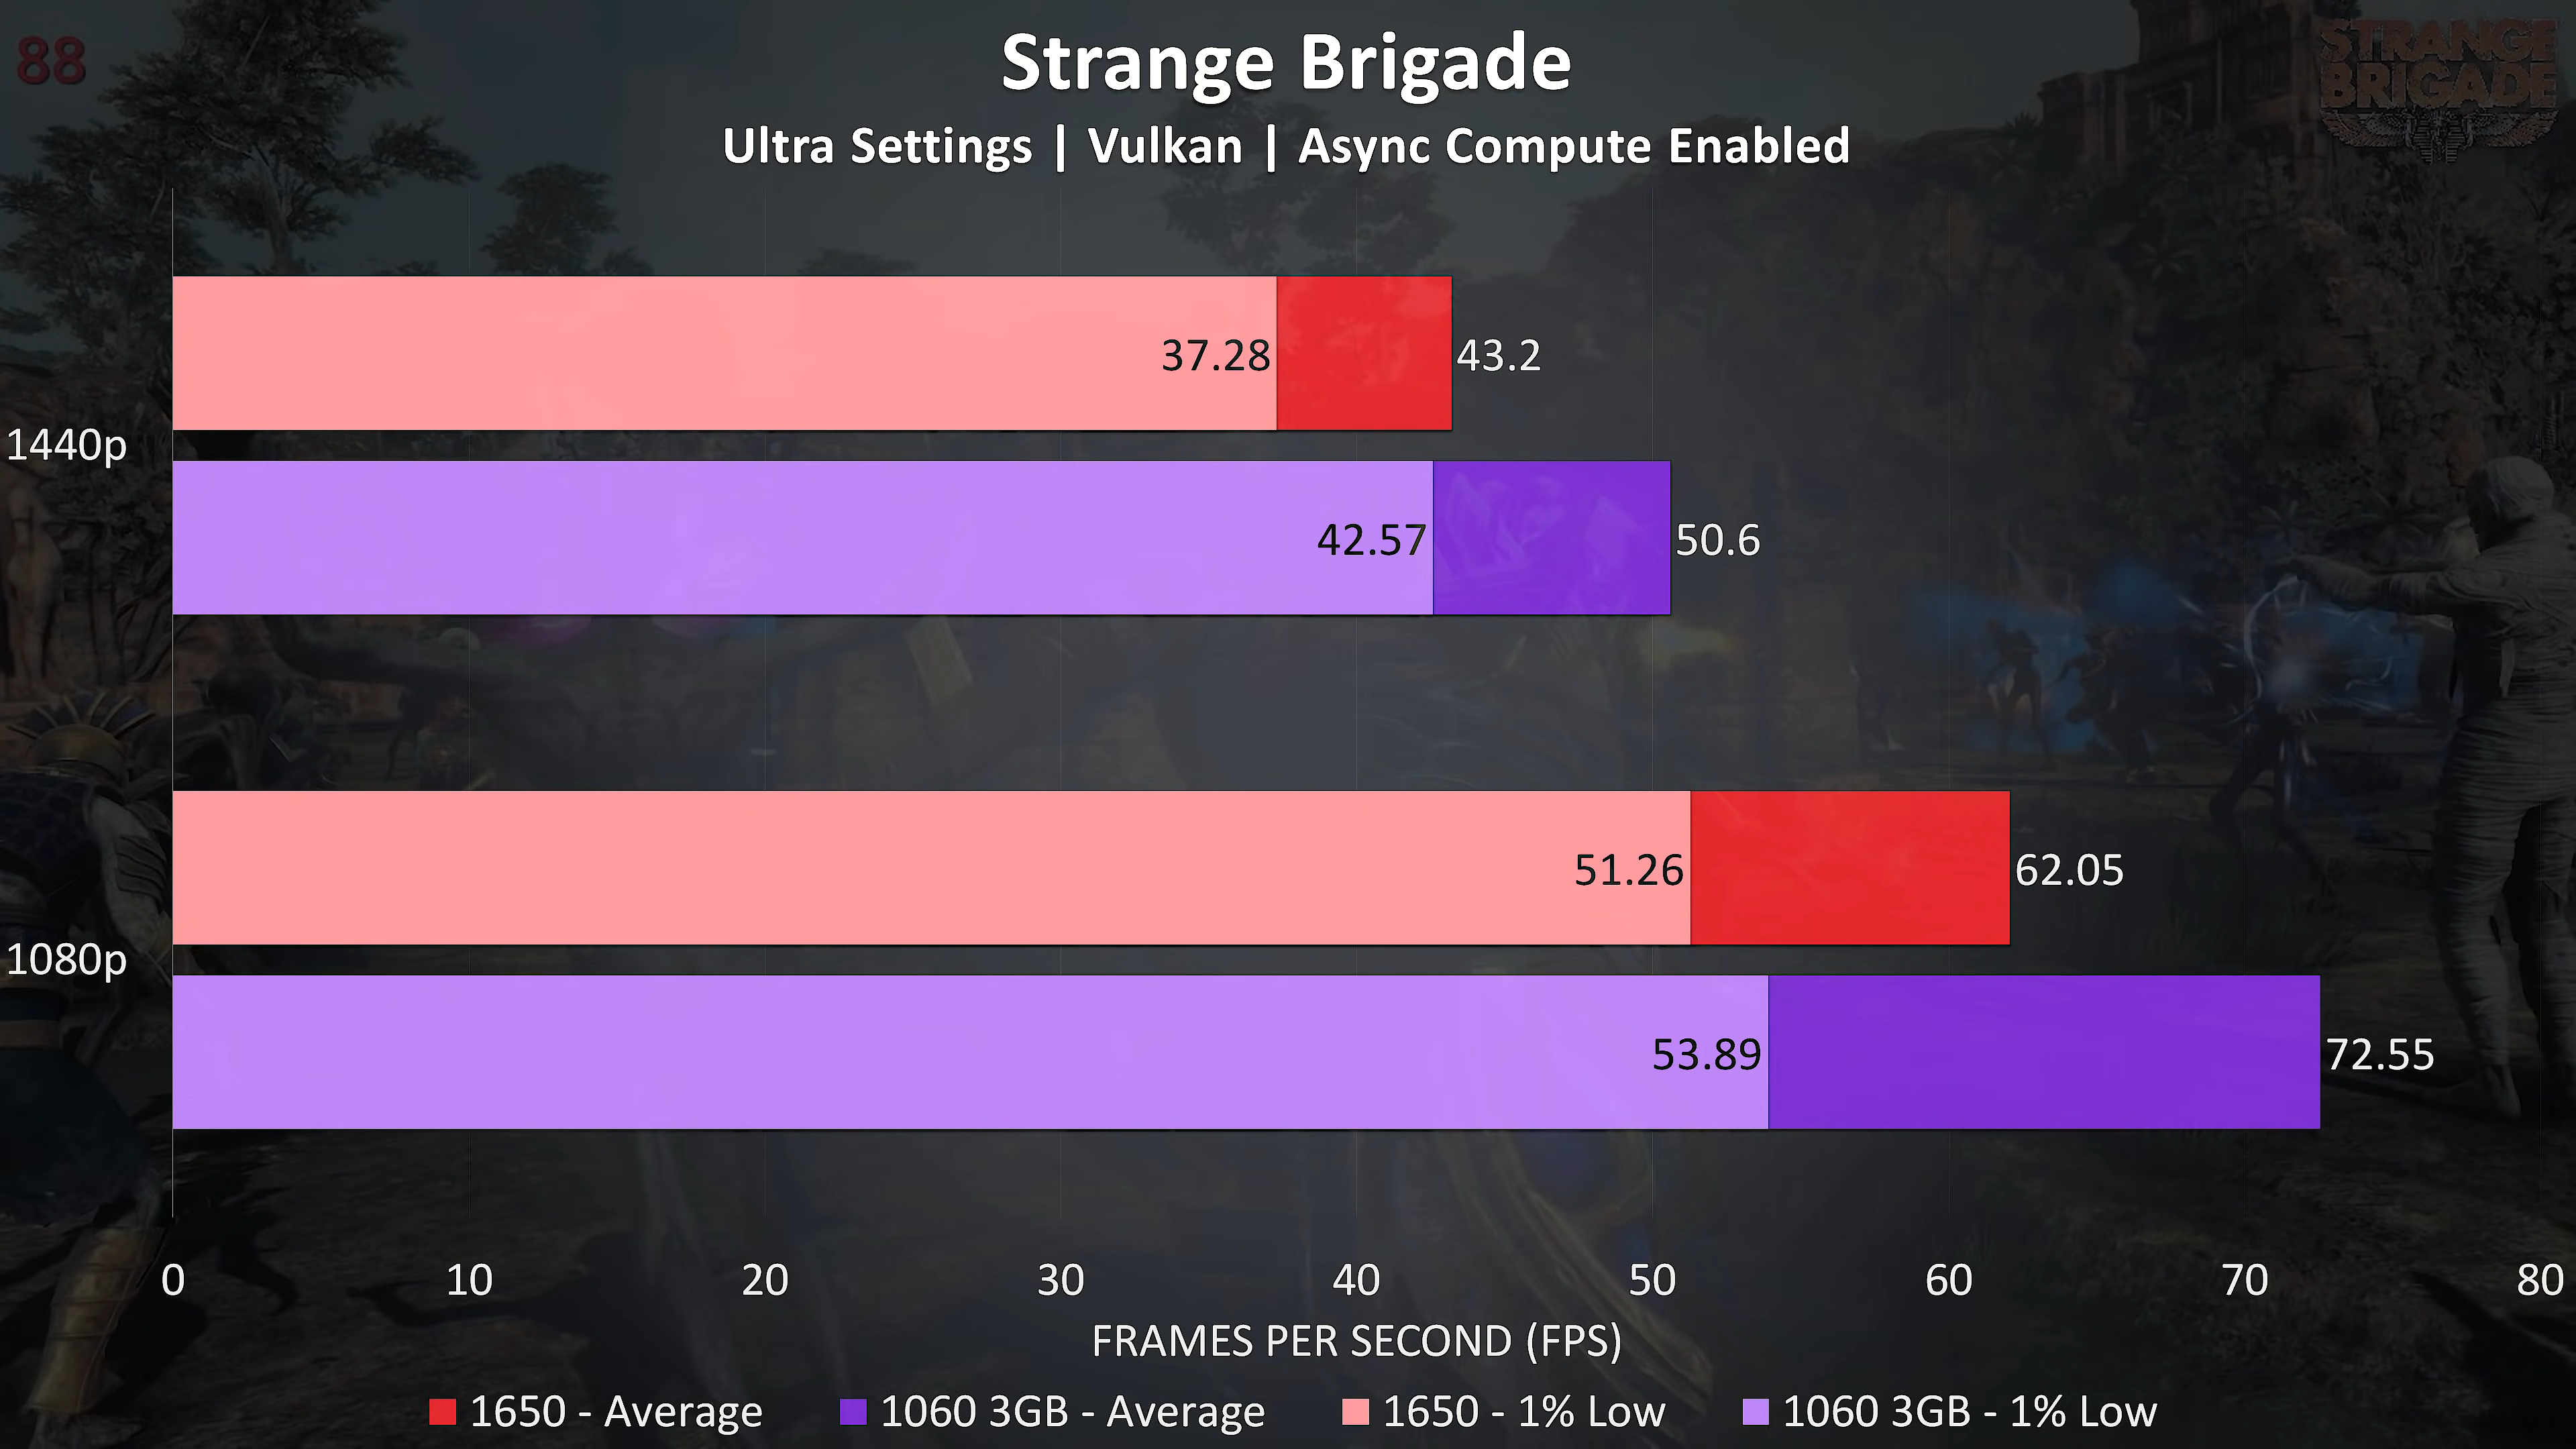 88
STRANGE
BRIGADE
Strange Brigade
Ultra Settings | Vulkan | Async Compute Enabled
37.28 43.2
1440p
42.57 50.6
51.26 62.05
1080p
53.89 72.55
0 10 20 30 40 50 60 70 80
FRAMES PER SECOND (FPS)
1650 - Average 1060 3GB - Average 1650 - 1% Low 1060 3GB - 1% Low